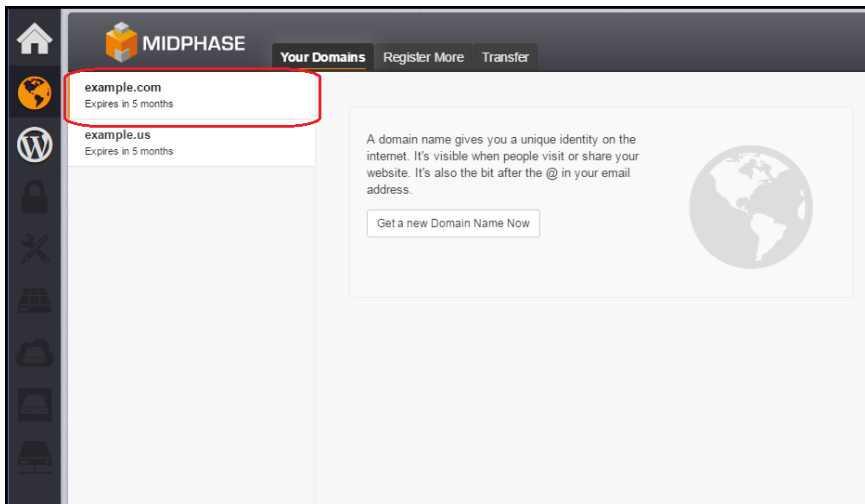 MIDPHASE
Your Domains Register More Transfer
example.com
Expires in 5 months
example.us
Expires in 5 months
A domain name gives you a unique identity on the
internet. It's visible when people visit or share your
website. It's also the bit after the @ in your email
address.
Get a new Domain Name Now